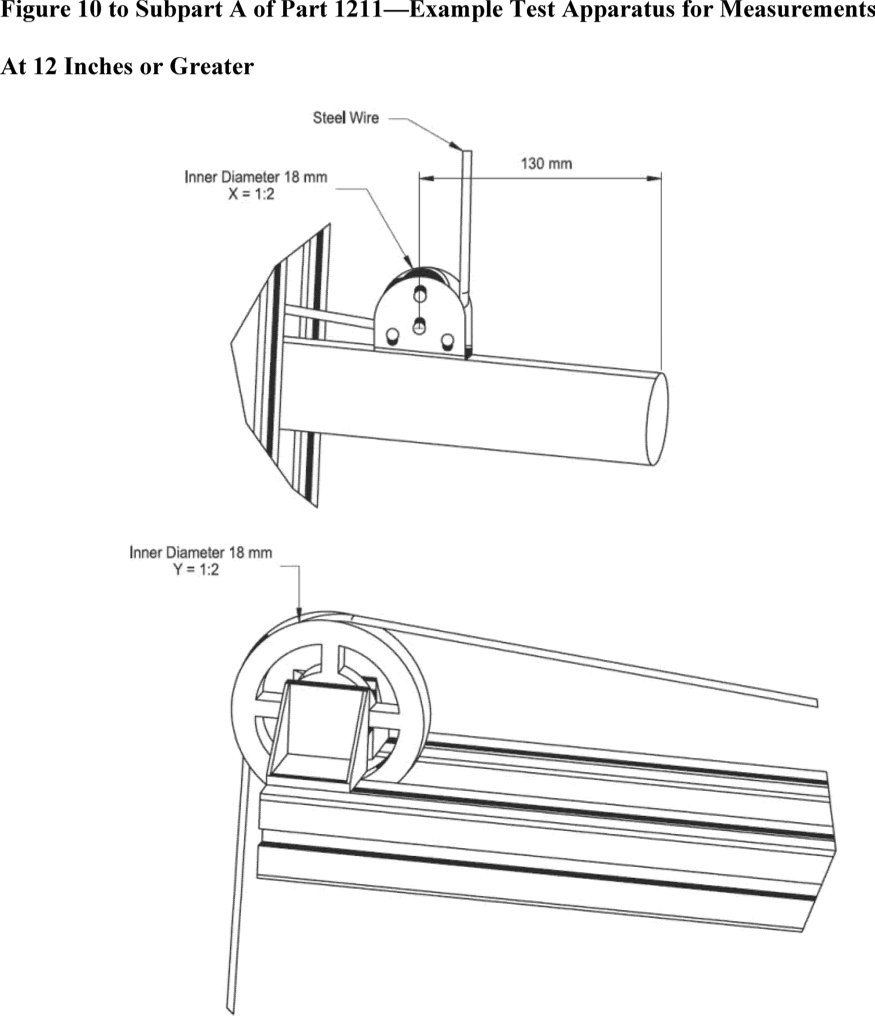 Figure 10 to Subpart A of Part 1211—Example Test Apparatus for Measurements
At 12 Inches or Greater
Steel Wire
130 mm
Inner Diameter 18 mm
X = 1:2
Inner Diameter 18 mm
Y = 1:2